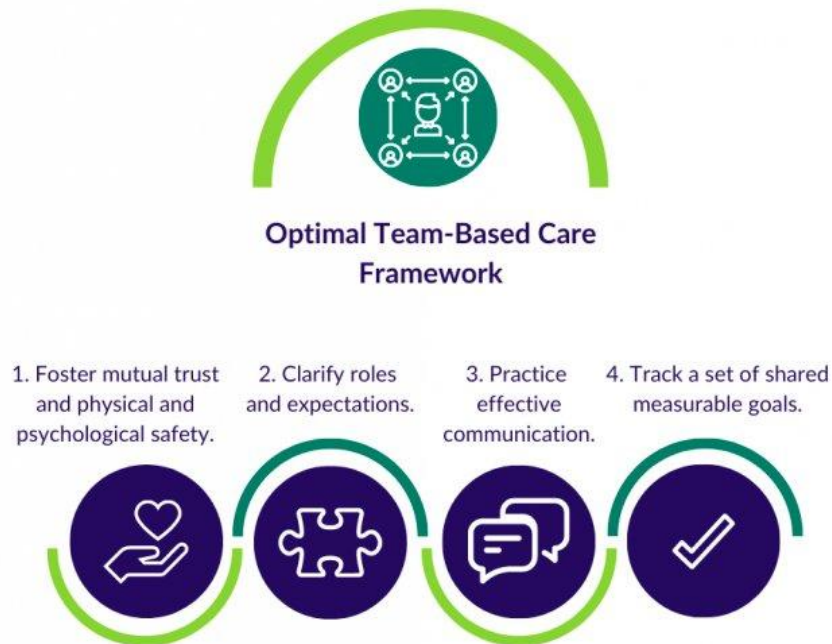 Optimal Team-Based Care
Framework
1. Foster mutual trust
and physical and
psychological safety.
2. Clarify roles
and expectations.
3. Practice
effective
communication.
4. Track a set of shared
measurable goals.